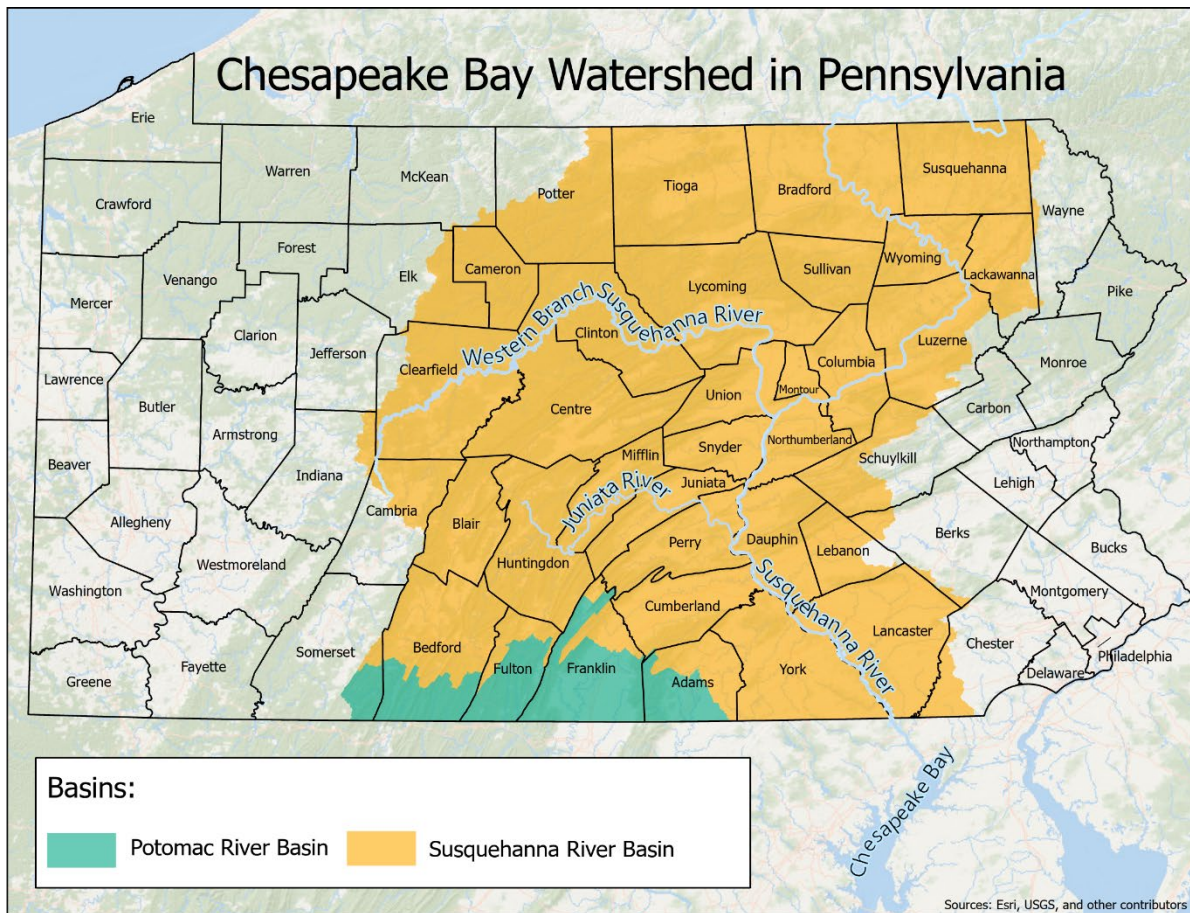 Chesapeake Bay Watershed in Pennsylvania
Erie
Warren
McKean
Potter
Tioga
Bradford
Susquehanna
Wayne
Crawford
Forest
Elk
Cameron
Sullivan
Wyoming
Lackawanna
Pike
Mercer
Venango
Lycoming
Clarion
Jefferson
Clearfield
Western Branch Susquehanna River
Clinton
Columbia
Luzerne
Monroe
Lawrence
Butler
Armstrong
Centre
Union
Montour
Carbon
Beaver
Indiana
Mifflin
Snyder
Northumberland
Schuylkill
Northampton
Lehigh
Allegheny
Cambria
Blair
Juniata River
Juniata
Westmoreland
Huntingdon
Perry
Dauphin
Lebanon
Berks
Bucks
Washington
Cumberland
Susquehanna River
Montgomery
Greene
Fayette
Somerset
Bedford
Fulton
Franklin
Adams
York
Lancaster
Chester
Delaware
Philadelphia
Chesapeake Bay
Basins:
Potomac River Basin
Susquehanna River Basin
Sources: Esri, USGS, and other contributors